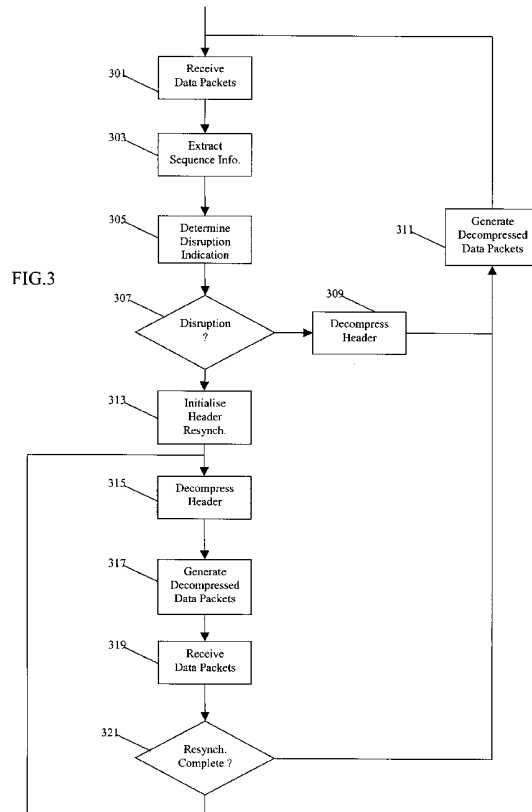 301
Receive
Data Packets
303
Extract
Sequence Info.
305
Determine
Disruption
Indication
311
Generate
Decompressed
Data Packets
FIG.3
307
Disruption
?
309
Decompress
Header
313
Initialise
Header
Resynch.
315
Decompress
Header
317
Generate
Decompressed
Data Packets
319
Receive
Data Packets
321
Resynch.
Complete ?